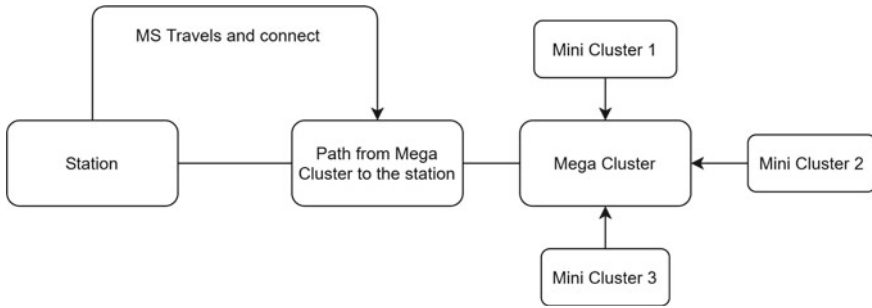 MS Travels and connect
Mini Cluster 1
Station
Path from Mega
Cluster to the station
Mega Cluster
Mini Cluster 2
Mini Cluster 3